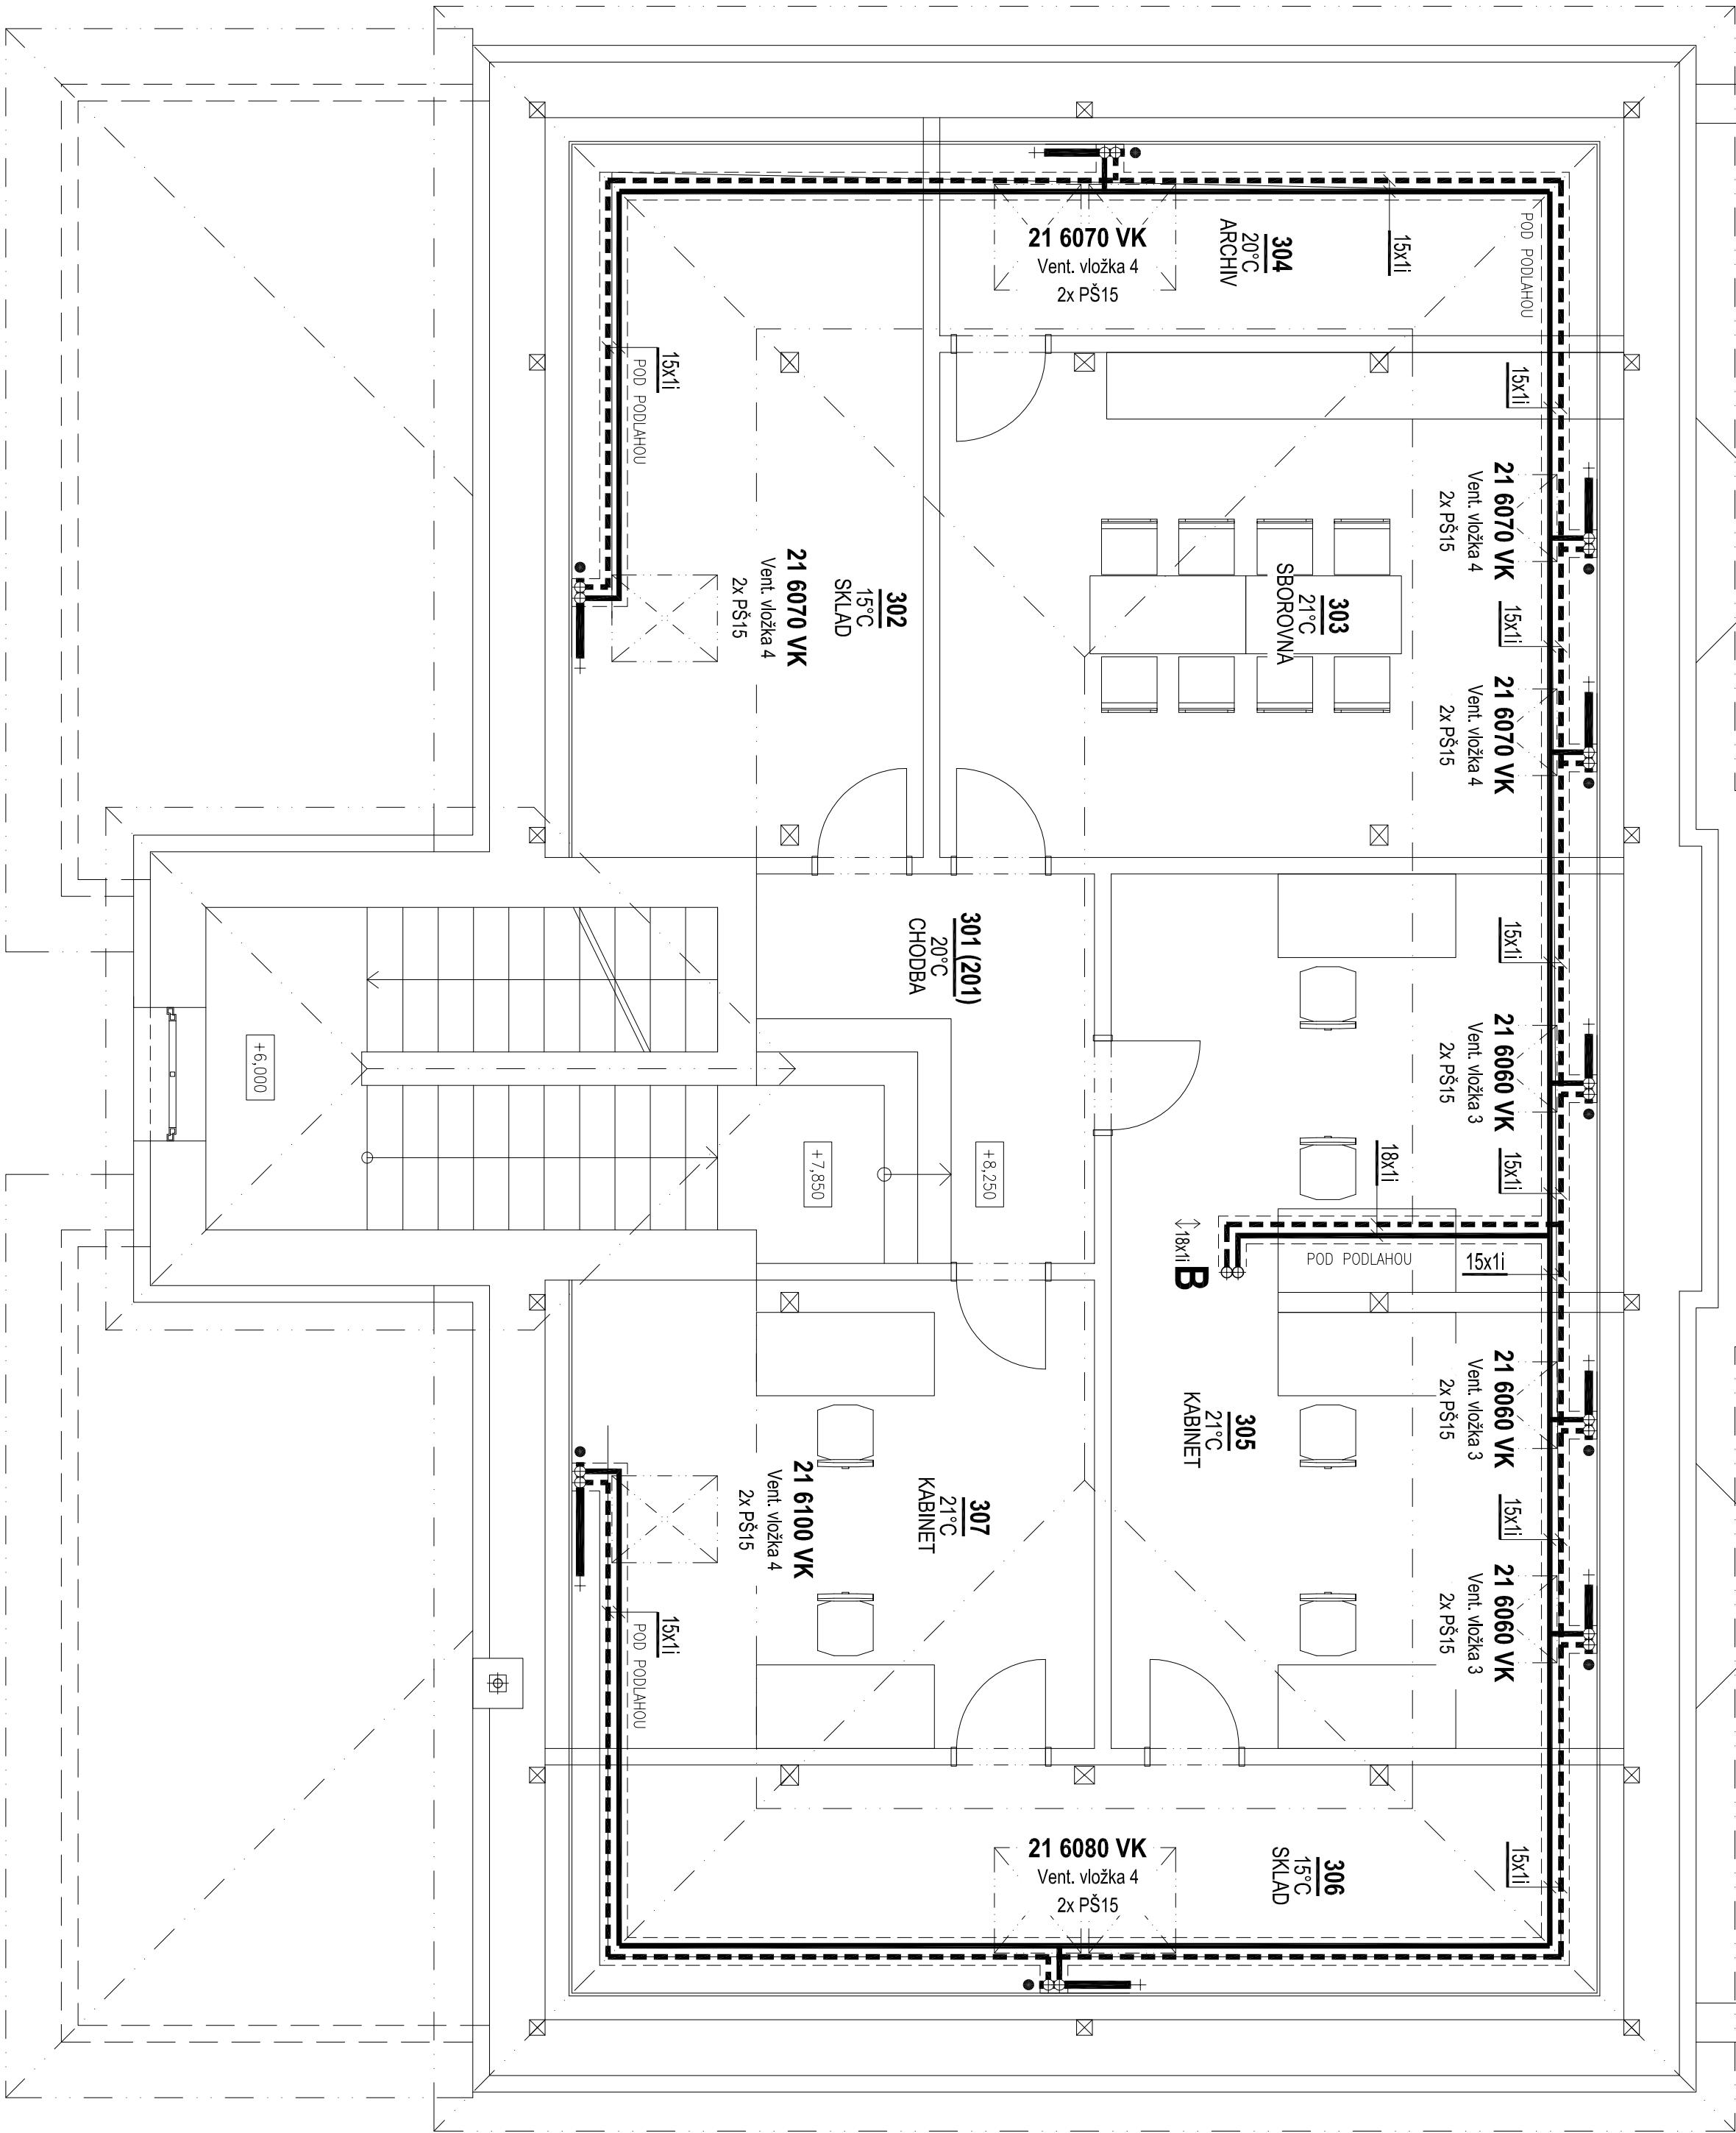 21 6070 VK
Vent. vložka 4
2x PŠ15
304
20°C
ARCHIV
15x1i
POD PODLAHOU
15x1i
POD PODLAHOU
15x1i
21 6070 VK
Vent. vložka 4
2x PŠ15
15x1i
21 6070 VK
Vent. vložka 4
2x PŠ15
303
21°C
SBOROVNA
302
15°C
SKLAD
21 6070 VK
Vent. vložka 4
2x PŠ15
301 (201)
20°C
CHODBA
15x1i
21 6060 VK
Vent. vložka 3
2x PŠ15
15x1i
18x1i
+6,000
+7,850
+8,250
18x1i
B
POD PODLAHOU
15x1i
21 6060 VK
Vent. vložka 3
2x PŠ15
305
21°C
KABINET
15x1i
21 6060 VK
Vent. vložka 3
2x PŠ15
307
21°C
KABINET
21 6100 VK
Vent. vložka 4
2x PŠ15
15x1i
POD PODLAHOU
21 6080 VK
Vent. vložka 4
2x PŠ15
306
15°C
SKLAD
15x1i